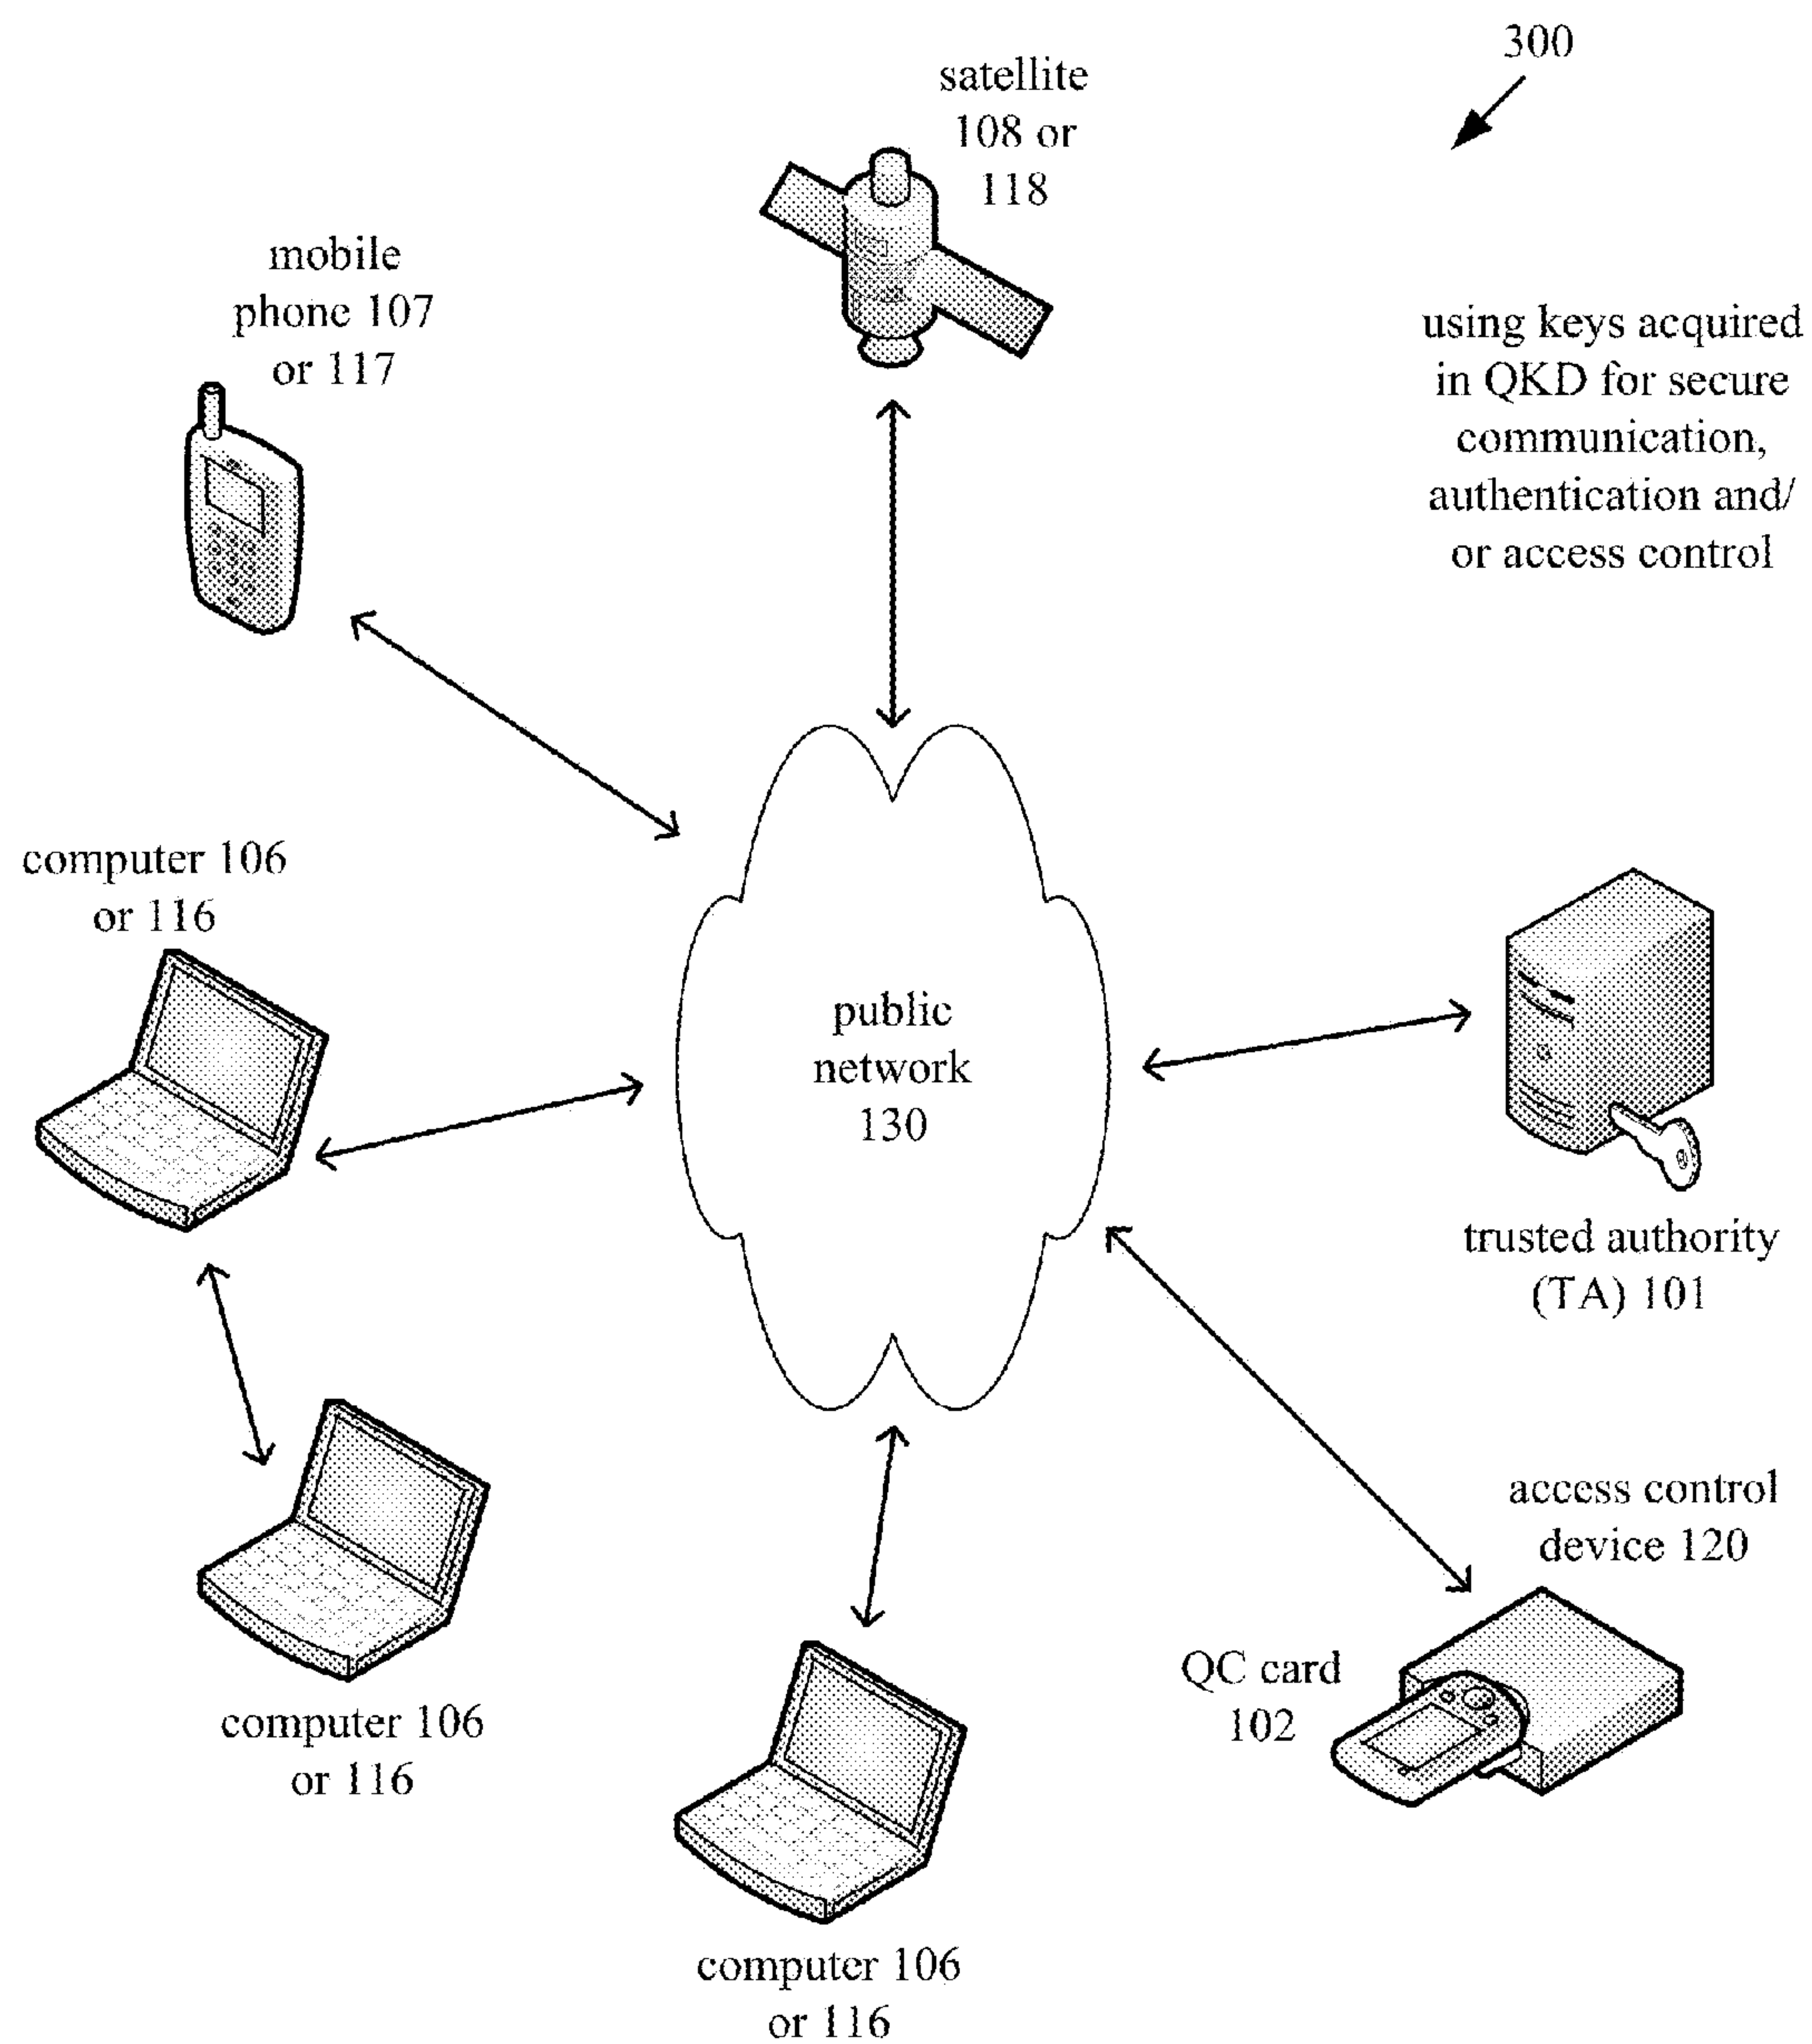 300
satellite
108 or
118
mobile
phone 107
or 117
using keys acquired
in QKD for secure
communication,
authentication and/
or access control
computer 106
or 116
public
network
130
trusted authority
(TA) 101
access control
device 120
QC card
102
computer 106
or 116
computer 106
or 116